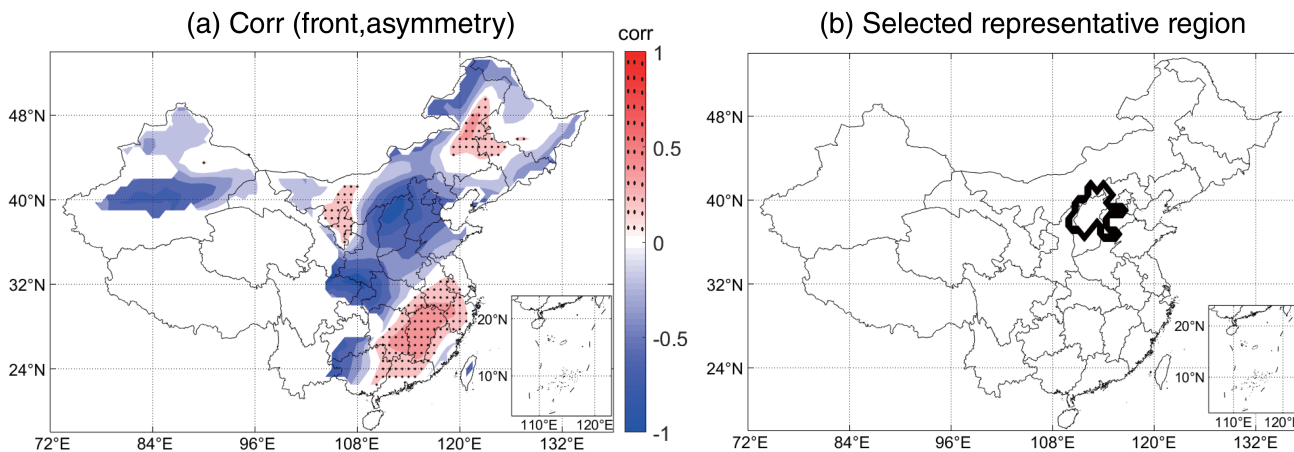 (a) Corr (front,asymmetry)
corr
1
0.5
0
-0.5
-1
48°N
40°N
32°N
24°N
72°E 84°E 96°E 108°E 120°E 132°E
20°N
10°N
110°E 120°E
(b) Selected representative region
48°N
40°N
32°N
24°N
72°E 84°E 96°E 108°E 120°E 132°E
20°N
10°N
110°E 120°E